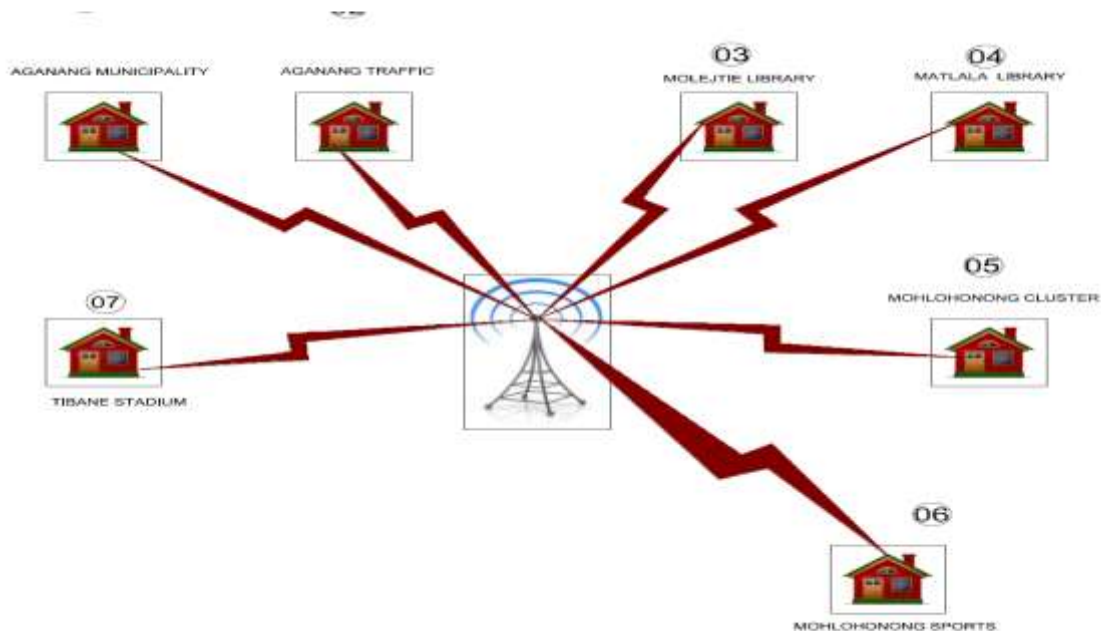 03
04
AGANANG MUNICIPALITY
AGANANG TRAFFIC
MOLEJTIE LIBRARY
MATLALA LIBRARY
05
MOHLOHONONG CLUSTER
07
TIBANE STADIUM
06
MOHLOHONONG SPORTS